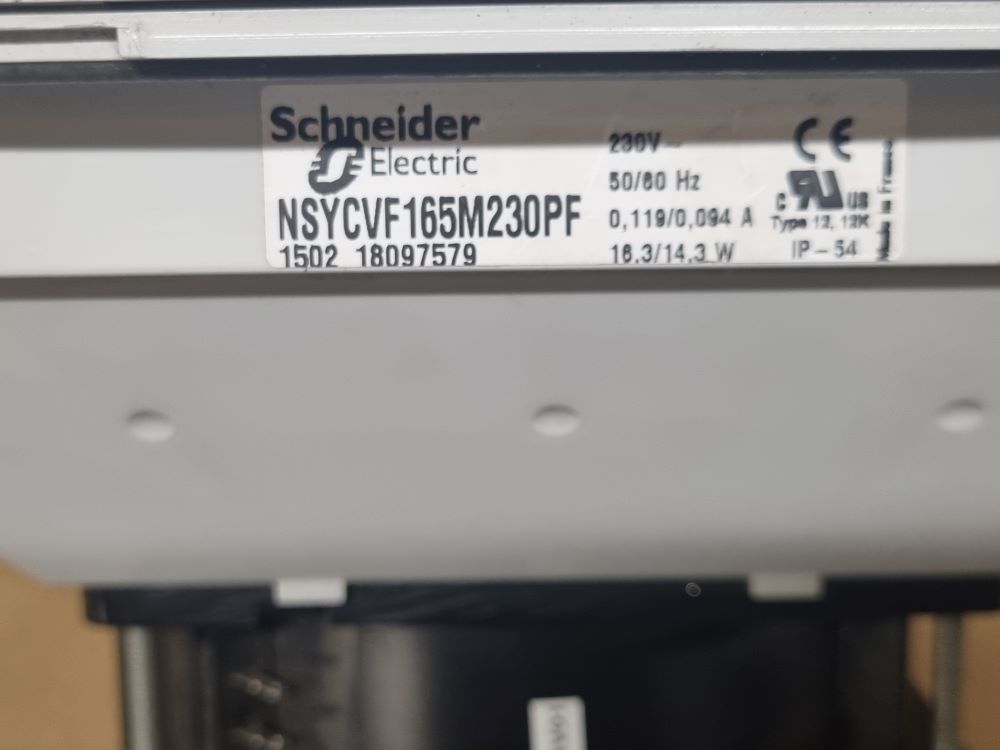 Schneider
Electric
NSYCVF165M230PF
1502 18097579
230V~
50/60 Hz
0,119/0,094 A
16,3/14,3 W
CE
c US
Type 12, 12K
IP-54
Made in France